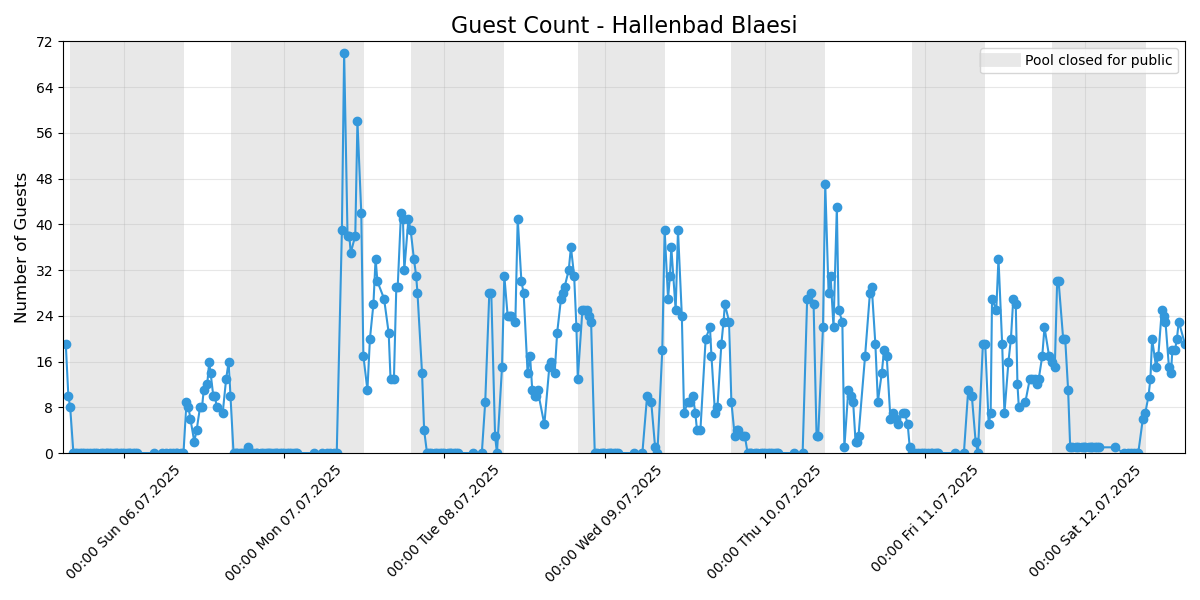 Guest Count - Hallenbad Blaesi
Pool closed for public
Number of Guests
72
64
56
48
40
32
24
16
8
0
00:00 Sun 06.07.2025
00:00 Mon 07.07.2025
00:00 Tue 08.07.2025
00:00 Wed 09.07.2025
00:00 Thu 10.07.2025
00:00 Fri 11.07.2025
00:00 Sat 12.07.2025